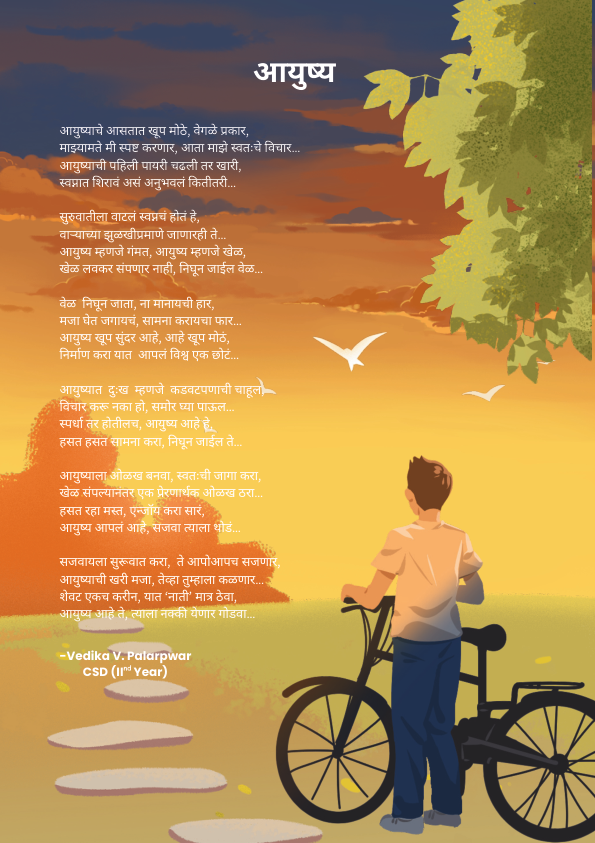 आयुष्य
आयुष्याचे आसतात खूप मोठे, वेगळे प्रकार,
माझ्यामते मी स्पष्ट करणार, आता माझे स्वतःचे विचार...
आयुष्याची पहिली पायरी चढली तर खारी,
स्वप्नात शिरावं असं अनुभवलं कितीतरी...
सुरुवातीला वाटलं स्वप्नचं होतं हे,
वाऱ्याच्या झुळखीप्रमाणे जाणारही ते...
आयुष्य म्हणजे गंमत, आयुष्य म्हणजे खेळ,
खेळ लवकर संपणार नाही, निघून जाईल वेळ...
वेळ निघून जाता, ना मानायची हार,
मजा घेत जगायचं, सामना करायचा फार...
आयुष्य खूप सुंदर आहे, आहे खूप मोठं,
निर्माण करा यात आपलं विश्व एक छोटं...
आयुष्यात दुःख म्हणजे कडवटपणाची चाहूल,
विचार करू नका हो, समोर घ्या पाऊल...
स्पर्धा तर होतीलच, आयुष्य आहे हे,
हसत हसत सामना करा, निघून जाईल ते...
आयुष्याला ओळख बनवा, स्वतःची जागा करा,
खेळ संपल्यानंतर एक प्रेरणार्थक ओळख ठरा...
हसत रहा मस्त, एन्जॉय करा सारं,
आयुष्य आपलं आहे, सजवा त्याला थोडं...
सजवायला सुरूवात करा, ते आपोआपच सजणार,
आयुष्याची खरी मजा, तेव्हा तुम्हाला कळणार...
शेवट एकच करीन, यात ‘नाती’ मात्र ठेवा,
आयुष्य आहे ते, त्याला नक्की येणार गोडवा...
–Vedika V. Palarpwar
CSD (IInd Year)